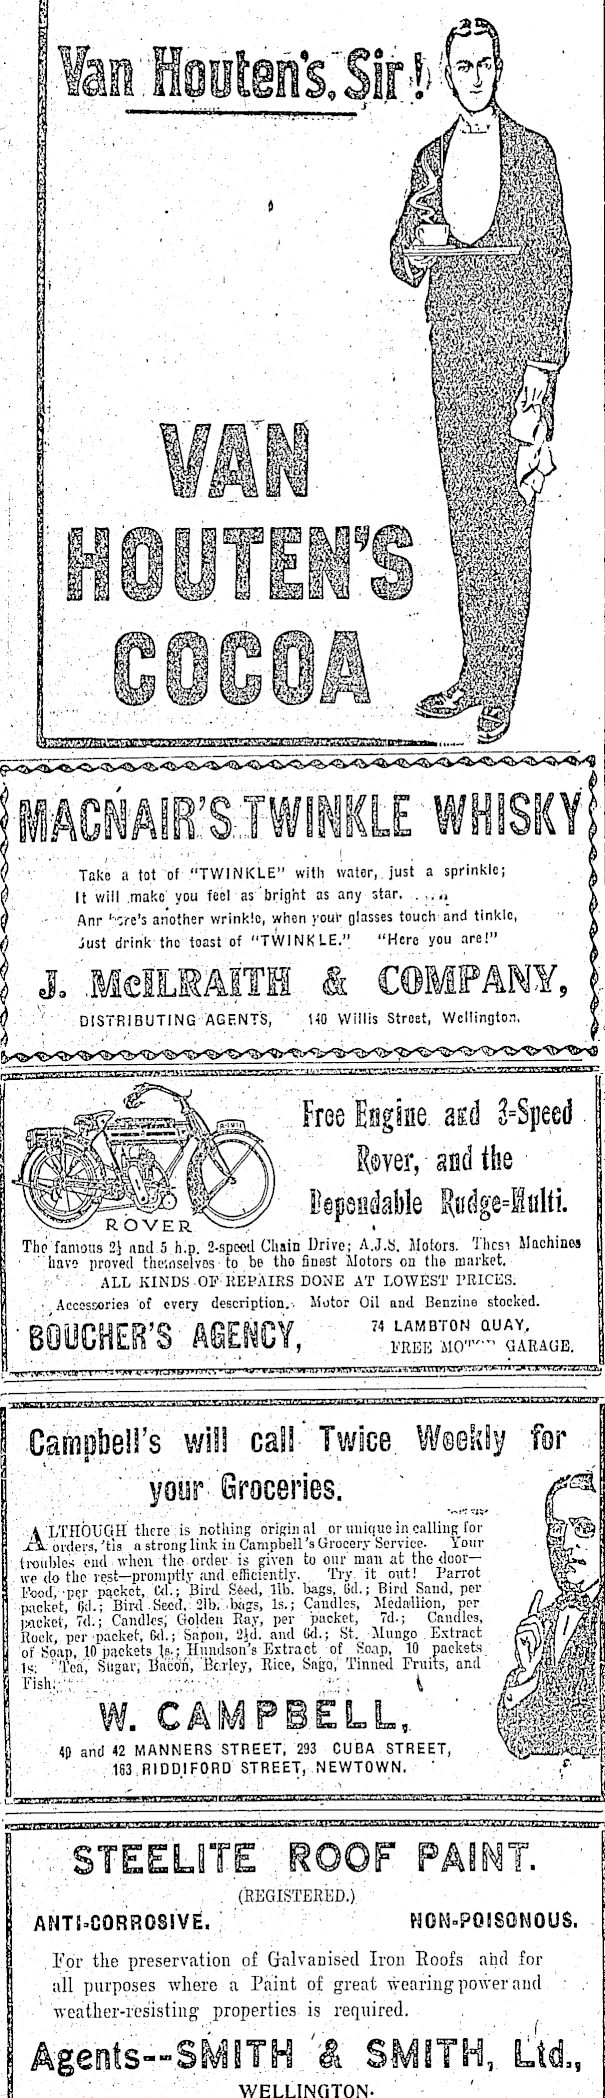 Van Houten's, Sir!
VAN
HOUTEN'S
COCOA
MACNAIR'S TWINKLE WHISKY
Take a tot of "TWINKLE" with water, just a sprinkle;
It will make you feel as bright as any star.
here's another wrinkle, when your glasses touch and tinkle,
Just drink the toast of "TWINKLE." "Here you are!"
J. McILRAITH & COMPANY,
DISTRIBUTING AGENTS, 140 Willis Street, Wellington.
Free Engine and 3-Speed
Rover, and the
Dependable Rudge-Multi.
ROVER
The famous 2½ and 5 h.p. 2-speed Chain Drive; A.J.S. Motors. These Machines
have proved themselves to be the finest Motors on the market.
ALL KINDS OF REPAIRS DONE AT LOWEST PRICES.
Accessories of every description. Motor Oil and Benzine stocked.
BOUCHER'S AGENCY, 74 LAMBTON QUAY,
FREE MOTOR GARAGE.
Campbell's will call Twice Weekly for
your Groceries.
ALTHOUGH there is nothing original or unique in calling for
orders, 'tis a strong link in Campbell's Grocery Service. Your
troubles end when the order is given to our man at the door—
we do the rest—promptly and efficiently. Try it out! Parrot
Food, per packet, 6d.; Bird Seed, 1lb. bags, 6d.; Bird Sand, per
packet, 6d.; Bird Seed, 2lb. bags, 1s.; Candles, Medallion, per
packet, 7d.; Candles, Golden Ray, per packet, 7d.; Candles,
Rock, per packet, 6d.; Sapon, 2½d. and 6d.; St. Mungo Extract
of Soap, 10 packets 1s.; Hundson's Extract of Soap, 10 packets
1s. Tea, Sugar, Bacon, Barley, Rice, Sago, Tinned Fruits, and
Fish.
W. CAMPBELL,
40 and 42 MANNERS STREET, 293 CUBA STREET,
163 RIDDIFORD STREET, NEWTOWN.
STEELITE ROOF PAINT.
(REGISTERED.)
ANTI-CORROSIVE. NON-POISONOUS.
For the preservation of Galvanised Iron Roofs and for
all purposes where a Paint of great wearing power and
weather-resisting properties is required.
Agents--SMITH & SMITH, Ltd.,
WELLINGTON.